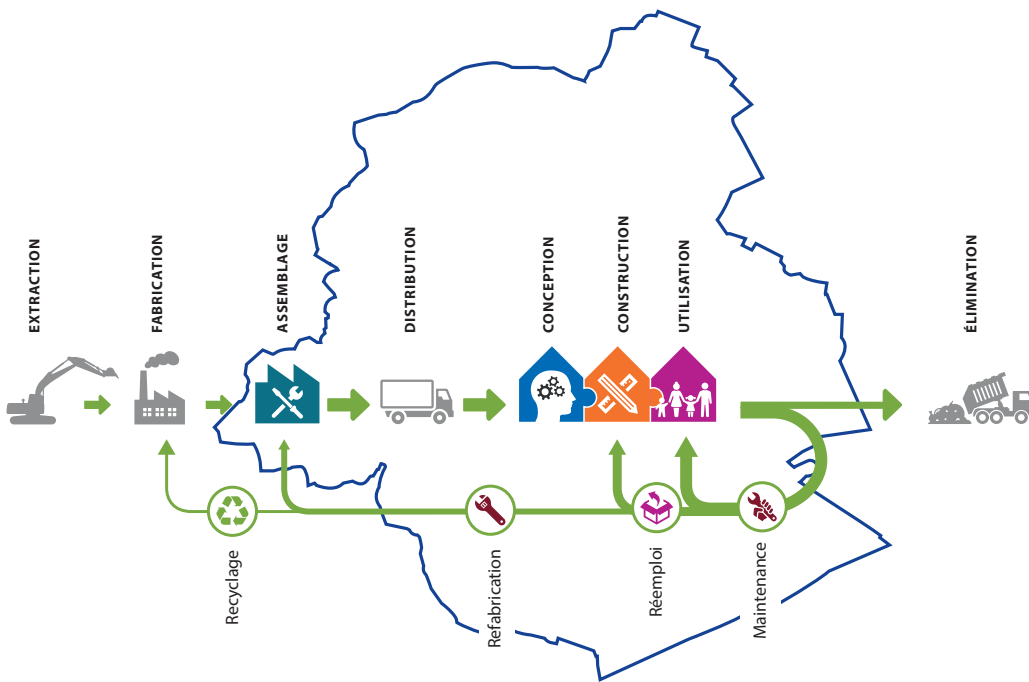 EXTRACTION
FABRICATION
ASSEMBLAGE
DISTRIBUTION
CONCEPTION
CONSTRUCTION
UTILISATION
ÉLIMINATION
Recyclage
Refabrication
Réemploi
Maintenance